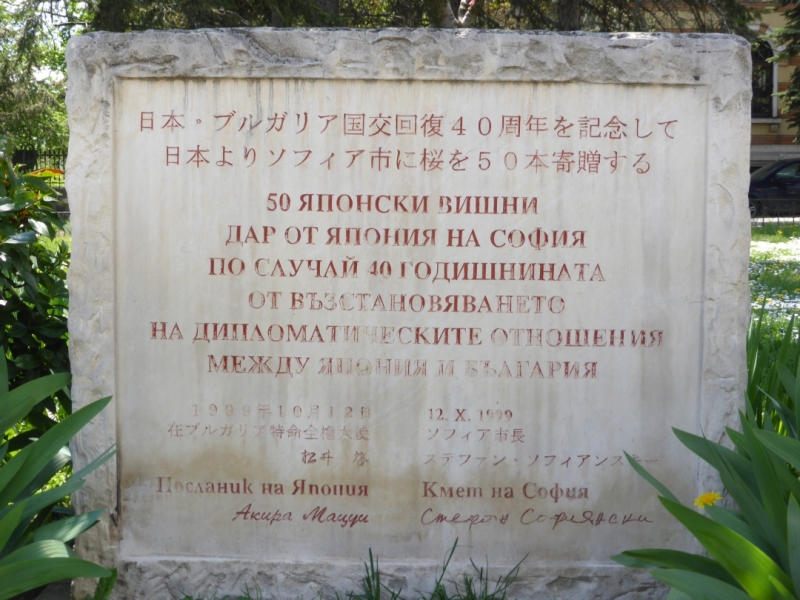 日本・ブルガリア国交回復40周年を記念して
日本よりソフィア市に桜を50本寄贈する
50 ЯПОНСКИ ВИШНИ
ДАР ОТ ЯПОНИЯ НА СОФИЯ
ПО СЛУЧАЙ 40 ГОДИШНИНАТА
ОТ ВЪЗСТАНОВЯВАНЕТО
НА ДИПЛОМАТИЧЕСКИТЕ ОТНОШЕНИЯ
МЕЖДУ ЯПОНИЯ И БЪЛГАРИЯ
1999年10月12日
在ブルガリア特命全権大使
松井 啓
Посланик на Япония
Акира Мацуи
12. X. 1999
ソフィア市長
ステファン・ソフィアンスキー
Кмет на София
Стефан Софиянски